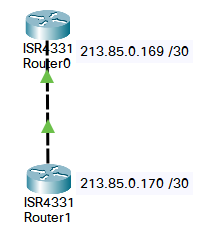 ISR4331
Router0
213.85.0.169 /30
213.85.0.170 /30
ISR4331
Router1